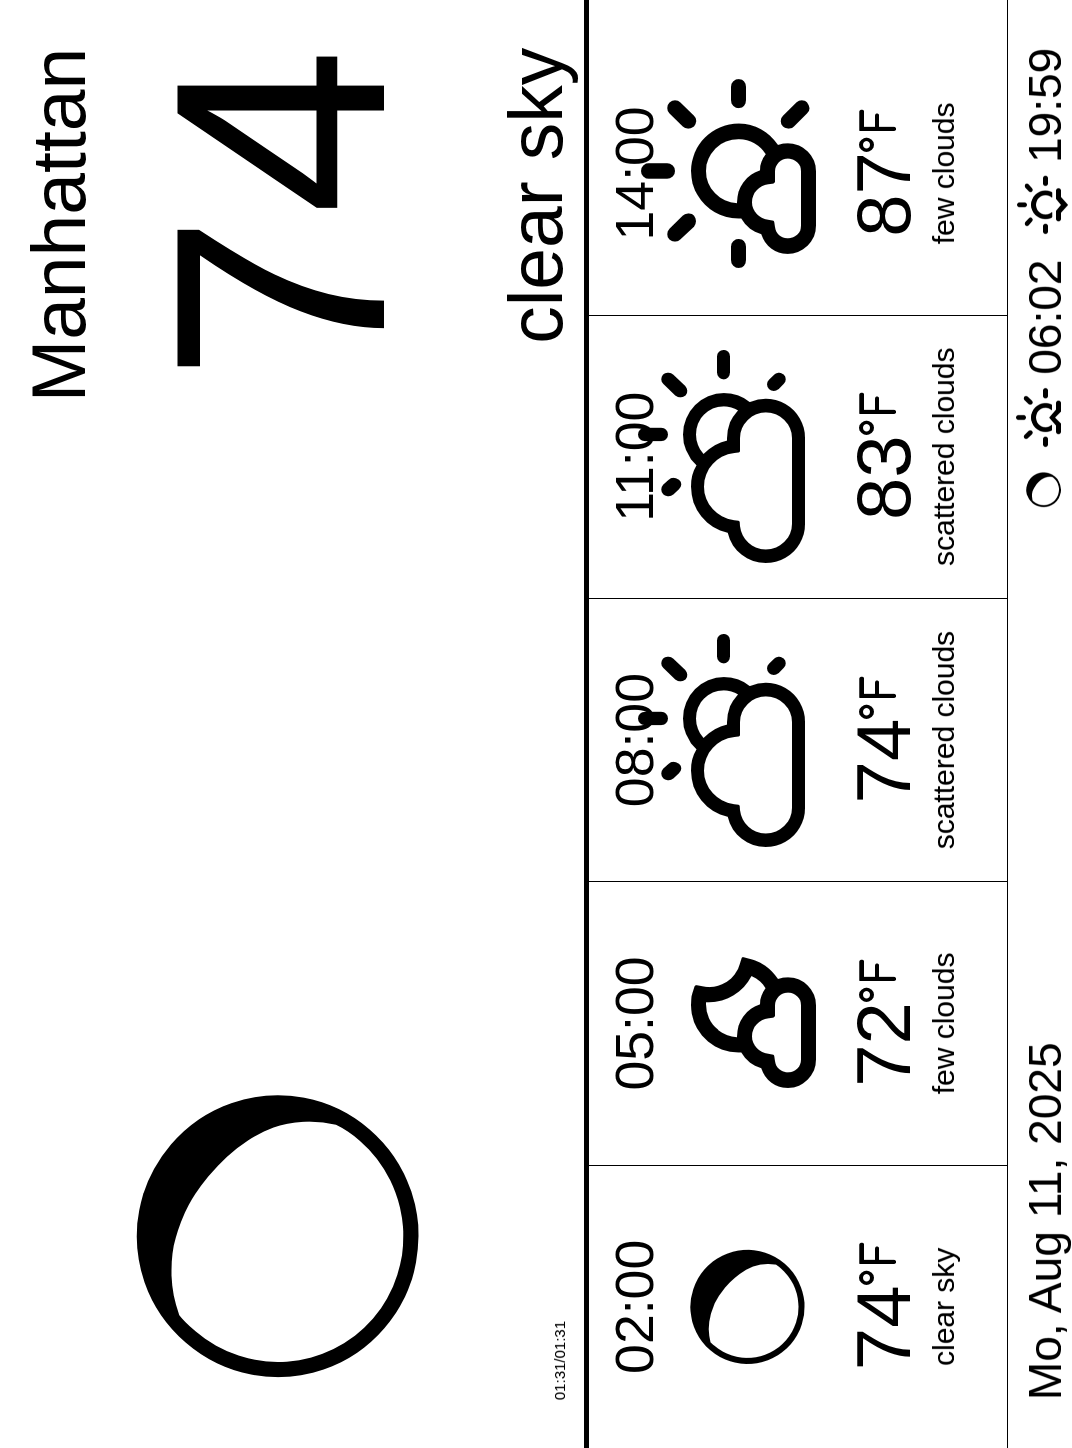 Manhattan
74
clear sky
01:31/01:31
02:00
05:00
08:00
11:00
14:00
74°F
72°F
74°F
83°F
87°F
clear sky
few clouds
scattered clouds
scattered clouds
few clouds
Mo, Aug 11, 2025
06:02
19:59